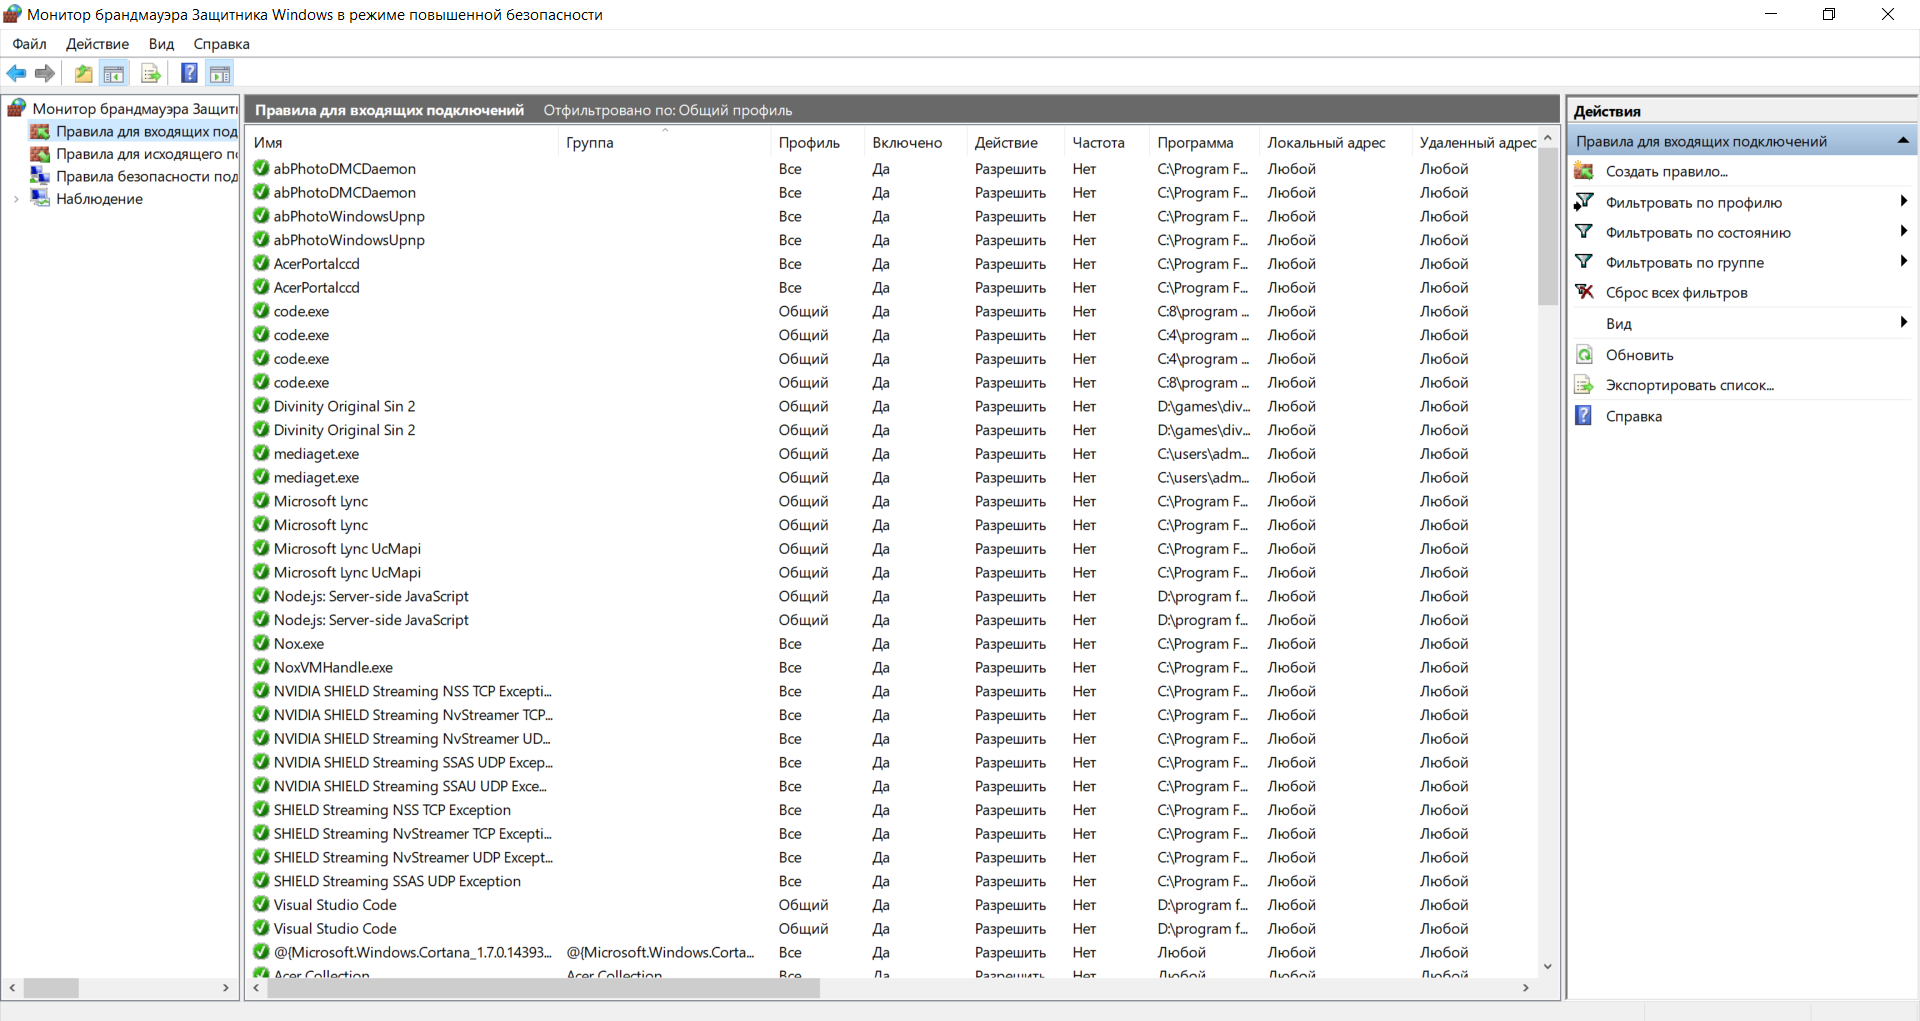 Монитор брандмауэра Защитника Windows в режиме повышенной безопасности
Файл Действие Вид Справка
Монитор брандмауэра Защит
Правила для входящих под
Правила для исходящего п
Правила безопасности под
Наблюдение
Правила для входящих подключений Отфильтровано по: Общий профиль
Имя Группа Профиль Включено Действие Частота Программа Локальный адрес Удаленный адрес
abPhotoDMCDaemon Все Да Разрешить Нет C:\Program F... Любой Любой
abPhotoDMCDaemon Все Да Разрешить Нет C:\Program F... Любой Любой
abPhotoWindowsUpnp Все Да Разрешить Нет C:\Program F... Любой Любой
abPhotoWindowsUpnp Все Да Разрешить Нет C:\Program F... Любой Любой
AcerPortalccd Все Да Разрешить Нет C:\Program F... Любой Любой
AcerPortalccd Все Да Разрешить Нет C:\Program F... Любой Любой
code.exe Общий Да Разрешить Нет C:8\program ... Любой Любой
code.exe Общий Да Разрешить Нет C:4\program ... Любой Любой
code.exe Общий Да Разрешить Нет C:4\program ... Любой Любой
code.exe Общий Да Разрешить Нет C:8\program ... Любой Любой
Divinity Original Sin 2 Общий Да Разрешить Нет D:\games\div... Любой Любой
Divinity Original Sin 2 Общий Да Разрешить Нет D:\games\div... Любой Любой
mediaget.exe Общий Да Разрешить Нет C:\users\adm... Любой Любой
mediaget.exe Общий Да Разрешить Нет C:\users\adm... Любой Любой
Microsoft Lync Общий Да Разрешить Нет C:\Program F... Любой Любой
Microsoft Lync Общий Да Разрешить Нет C:\Program F... Любой Любой
Microsoft Lync UcMapi Общий Да Разрешить Нет C:\Program F... Любой Любой
Microsoft Lync UcMapi Общий Да Разрешить Нет C:\Program F... Любой Любой
Node.js: Server-side JavaScript Общий Да Разрешить Нет D:\program f... Любой Любой
Node.js: Server-side JavaScript Общий Да Разрешить Нет D:\program f... Любой Любой
Nox.exe Все Да Разрешить Нет C:\Program F... Любой Любой
NoxVMHandle.exe Все Да Разрешить Нет C:\Program F... Любой Любой
NVIDIA SHIELD Streaming NSS TCP Excepti... Все Да Разрешить Нет C:\Program F... Любой Любой
NVIDIA SHIELD Streaming NvStreamer TCP... Все Да Разрешить Нет C:\Program F... Любой Любой
NVIDIA SHIELD Streaming NvStreamer UD... Все Да Разрешить Нет C:\Program F... Любой Любой
NVIDIA SHIELD Streaming SSAS UDP Excep... Все Да Разрешить Нет C:\Program F... Любой Любой
NVIDIA SHIELD Streaming SSAU UDP Exce... Все Да Разрешить Нет C:\Program F... Любой Любой
SHIELD Streaming NSS TCP Exception Все Да Разрешить Нет C:\Program F... Любой Любой
SHIELD Streaming NvStreamer TCP Excepti... Все Да Разрешить Нет C:\Program F... Любой Любой
SHIELD Streaming NvStreamer UDP Except... Все Да Разрешить Нет C:\Program F... Любой Любой
SHIELD Streaming SSAS UDP Exception Все Да Разрешить Нет C:\Program F... Любой Любой
Visual Studio Code Общий Да Разрешить Нет D:\program f... Любой Любой
Visual Studio Code Общий Да Разрешить Нет D:\program f... Любой Любой
@{Microsoft.Windows.Cortana_1.7.0.14393... @{Microsoft.Windows.Corta... Все Да Разрешить Нет Любой Любой Любой
Acer Collection Acer Collection Все Да Разрешить Нет Любой Любой Любой
Действия
Правила для входящих подключений
Создать правило...
Фильтровать по профилю
Фильтровать по состоянию
Фильтровать по группе
Сброс всех фильтров
Вид
Обновить
Экспортировать список...
Справка